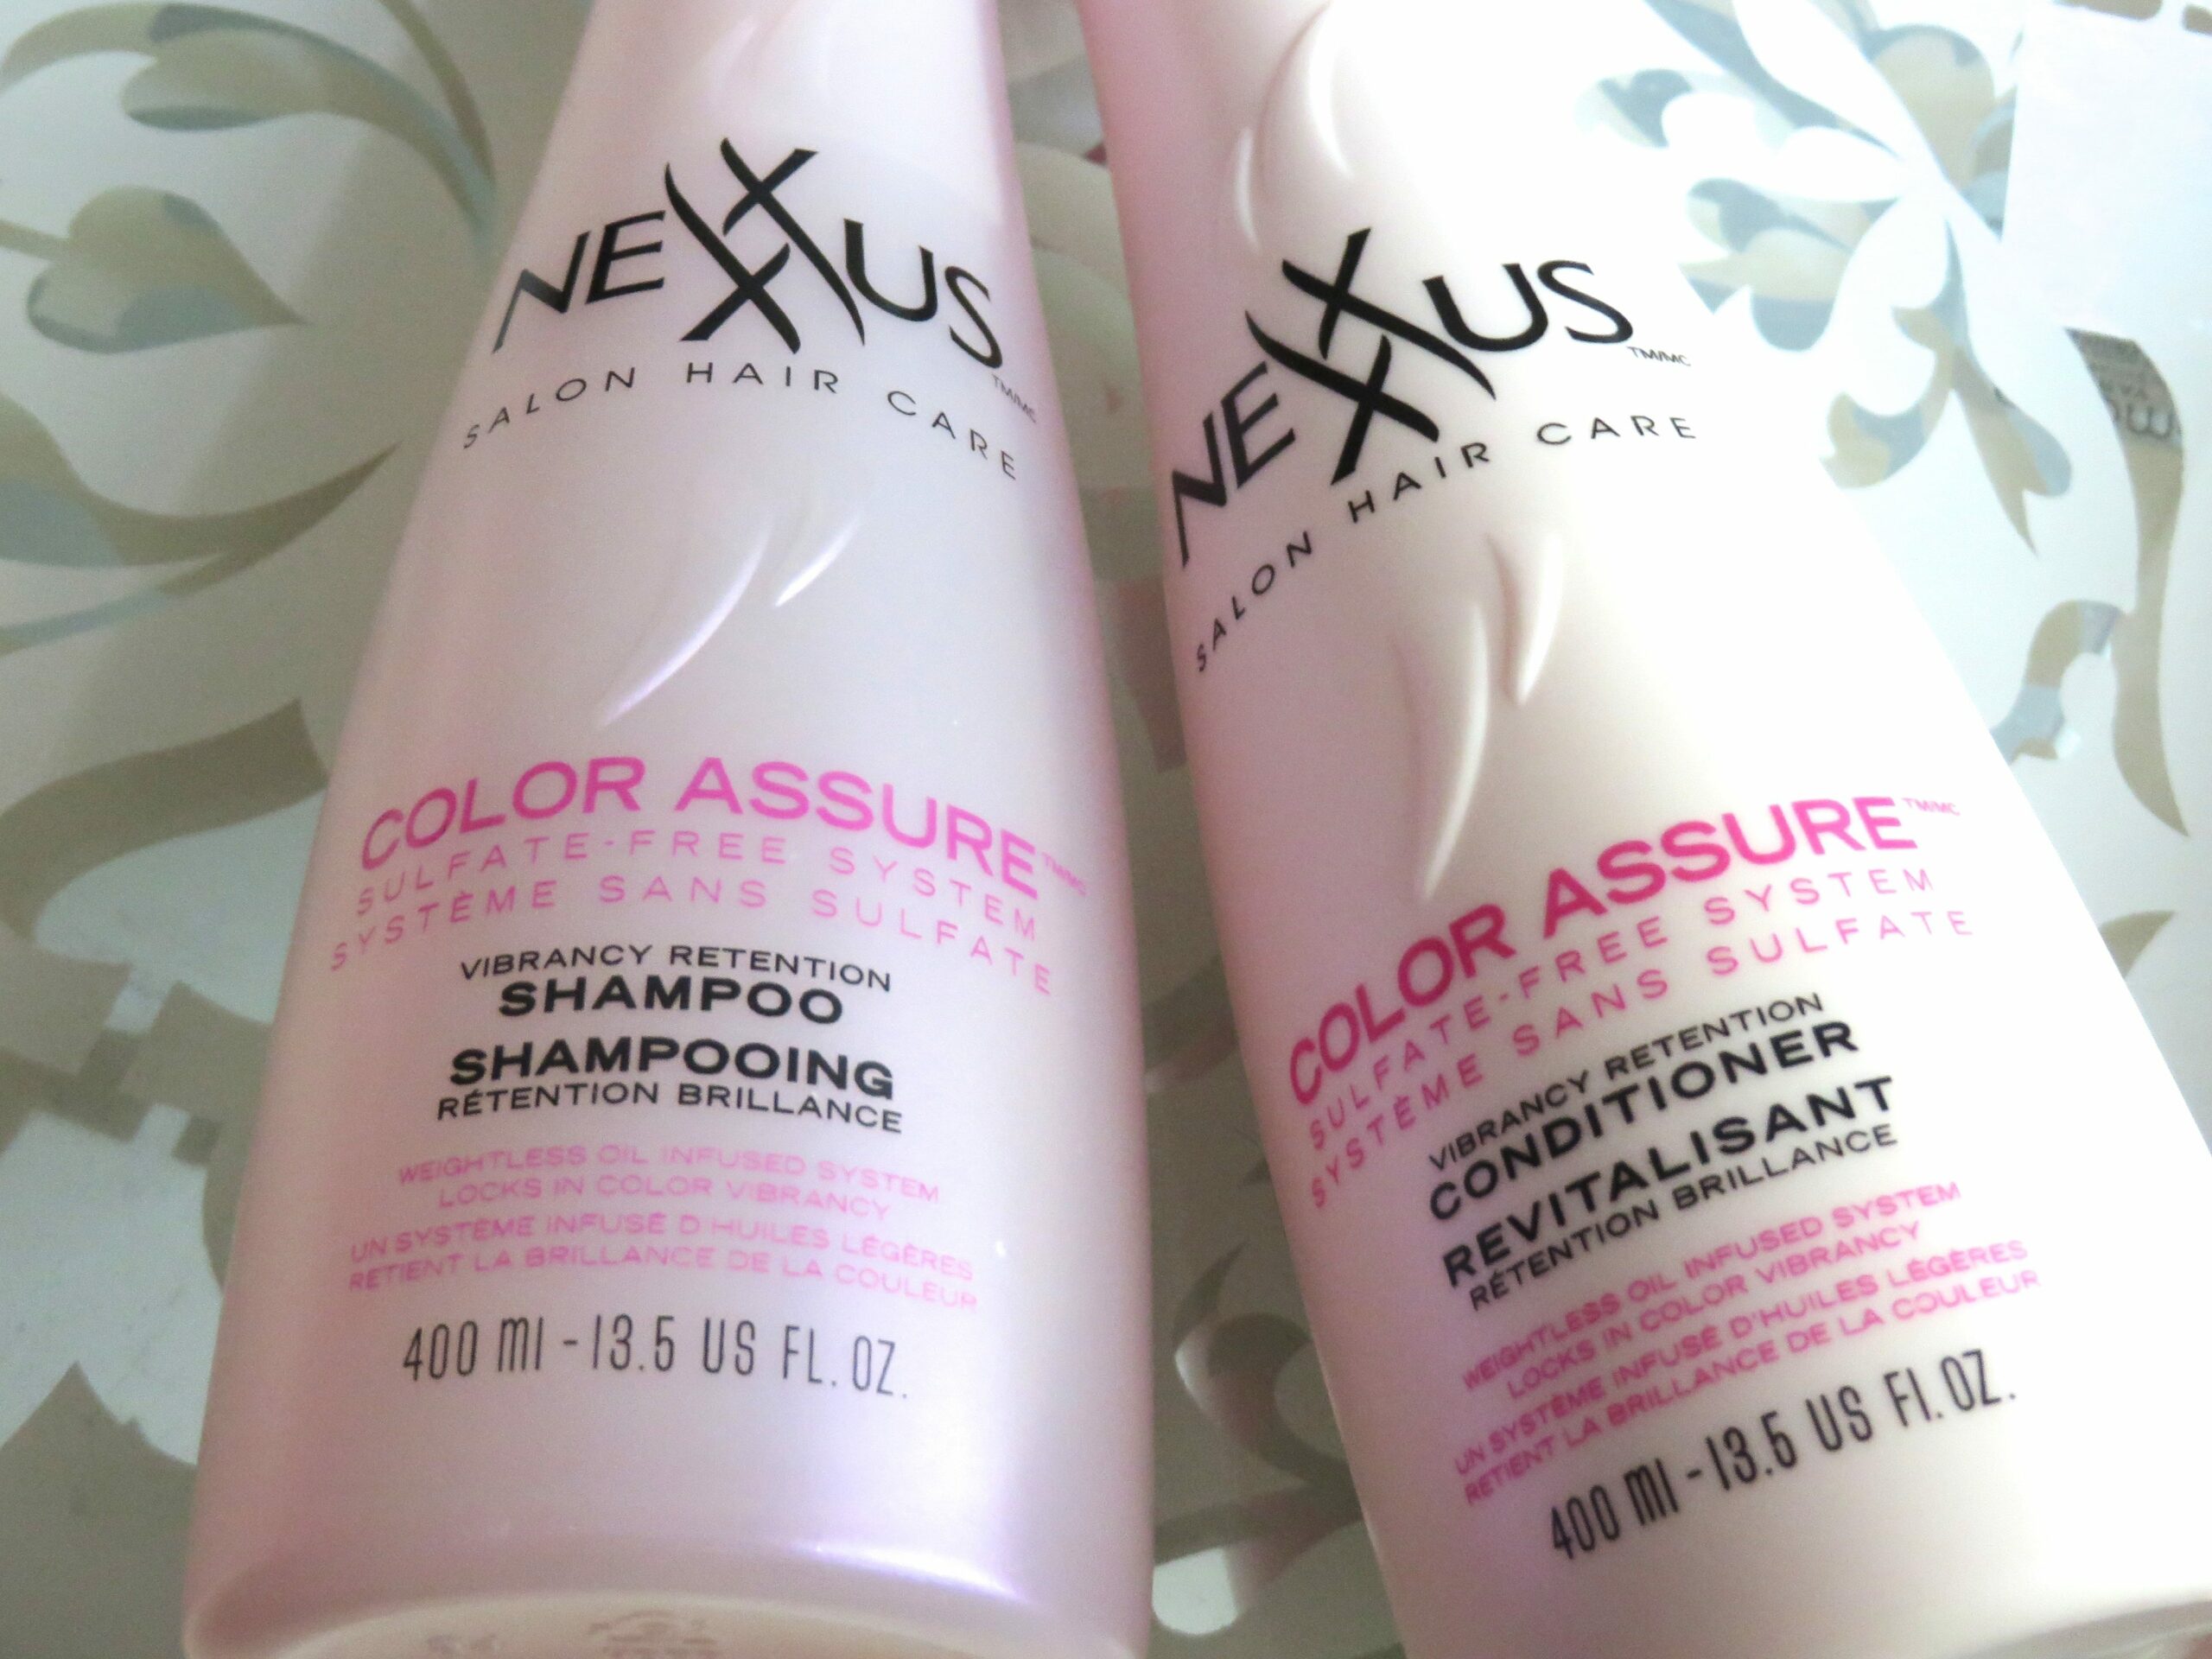 NEXXUS TM/MC
SALON HAIR CARE
COLOR ASSURE TM/MC
SULFATE-FREE SYSTEM
SYSTÈME SANS SULFATE
VIBRANCY RETENTION
SHAMPOO
SHAMPOOING
RÉTENTION BRILLANCE
WEIGHTLESS OIL INFUSED SYSTEM
LOCKS IN COLOR VIBRANCY
UN SYSTÈME INFUSÉ D'HUILES LÉGÈRES
RETIENT LA BRILLANCE DE LA COULEUR
400 ml - 13.5 US FL. OZ.
NEXXUS TM/MC
SALON HAIR CARE
COLOR ASSURE TM/MC
SULFATE-FREE SYSTEM
SYSTÈME SANS SULFATE
VIBRANCY RETENTION
CONDITIONER
REVITALISANT
RÉTENTION BRILLANCE
WEIGHTLESS OIL INFUSED SYSTEM
LOCKS IN COLOR VIBRANCY
UN SYSTÈME INFUSÉ D'HUILES LÉGÈRES
RETIENT LA BRILLANCE DE LA COULEUR
400 ml - 13.5 US Fl. OZ.